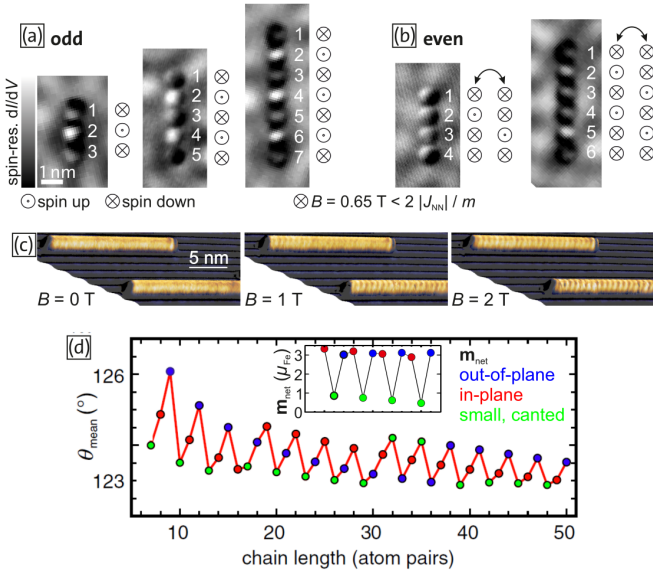 (a) odd
(b) even
spin-res. dI/dV
1 nm
1
2
3
1
2
3
4
5
1
2
3
4
5
6
7
1
2
3
4
1
2
3
4
5
6
⊙ spin up ⊗ spin down
⊗ B = 0.65 T < 2 |J_NN| / m
(c)
5 nm
B = 0 T
B = 1 T
B = 2 T
(d)
126
123
θ_mean (°)
m_net (μ_Fe)
3
2
1
0
m_net
out-of-plane
in-plane
small, canted
10 20 30 40 50
chain length (atom pairs)